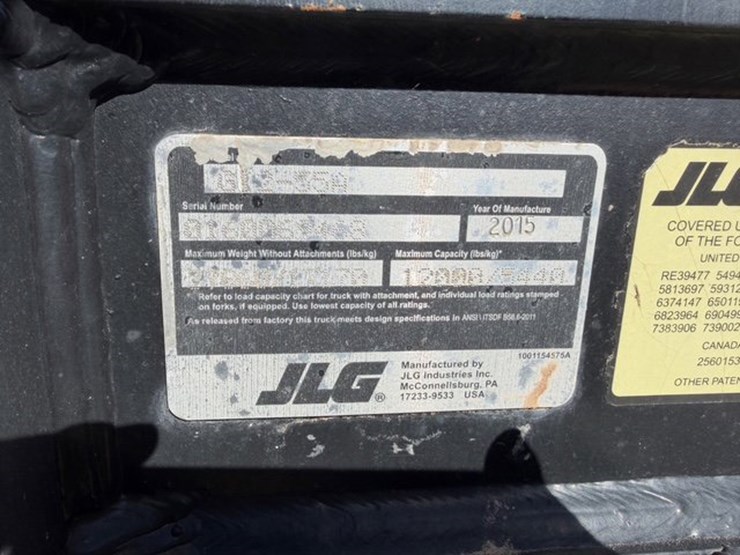 Serial Number
Year Of Manufacture
2015
Maximum Weight Without Attachments (lbs/kg)
Maximum Capacity (lbs/kg)*
12000/5440
* Refer to load capacity chart for truck with attachment, and individual load ratings stamped
on forks, if equipped. Use lowest capacity of all ratings.
As released from factory this truck meets design specifications in ANSI \ ITSDF B56.6-2011
1001154575A
JLG®
Manufactured by
JLG Industries Inc.
McConnellsburg, PA
17233-9533 USA
COVERED
OF THE
UNITED
RE39477
5813697
6374147
6823964
7383906
CANADA
2560153
OTHER